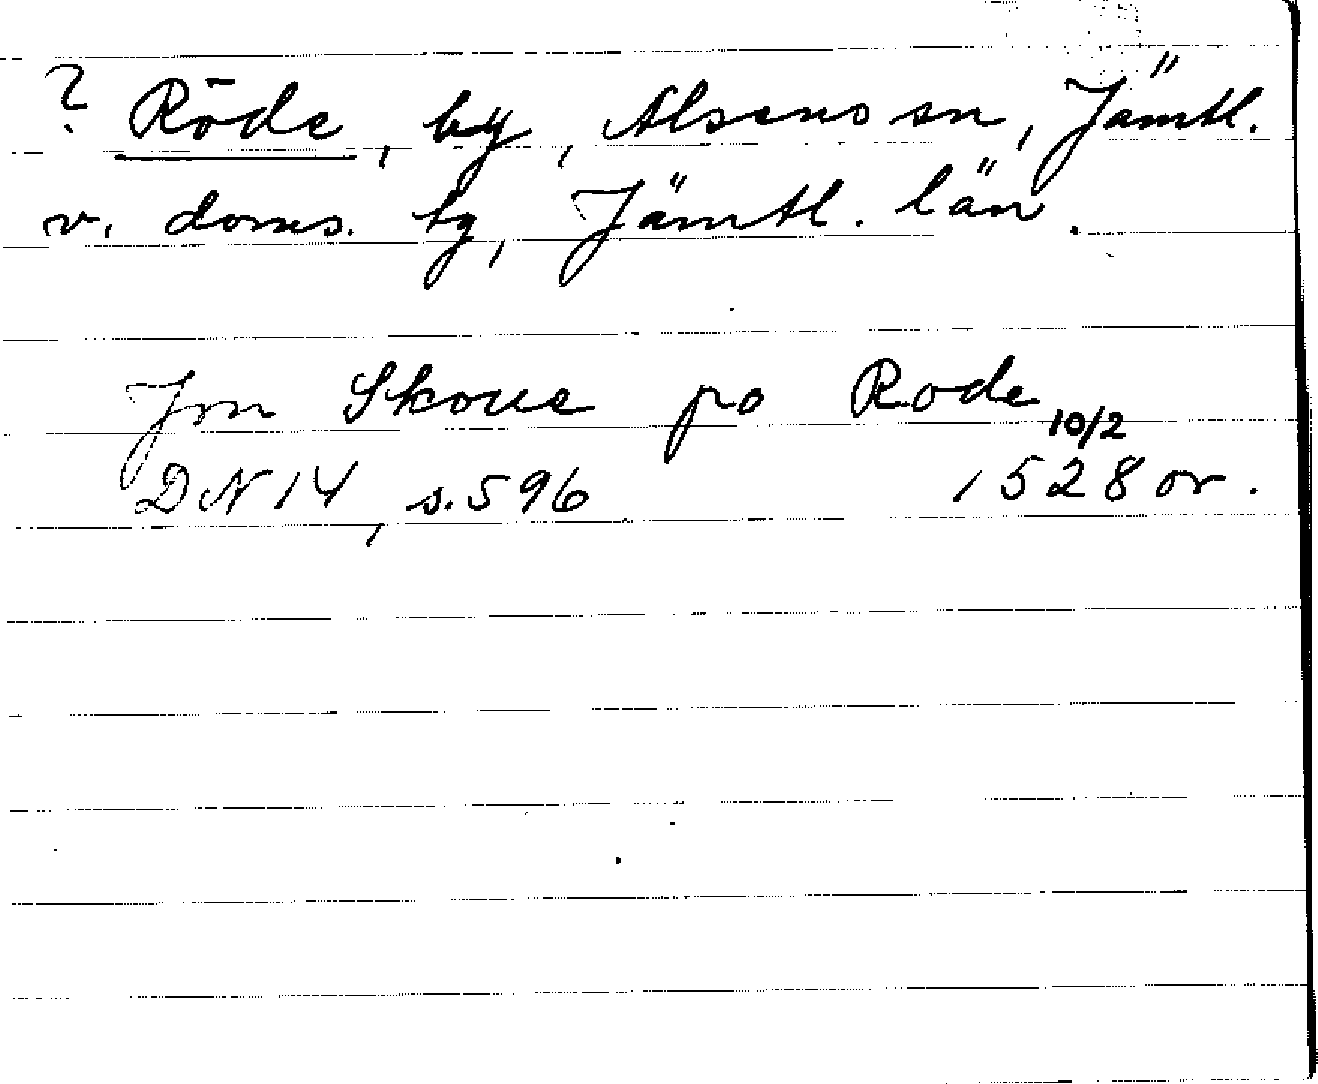 ? Röde, by, Alsens sn, Jämtl.
v. doms. hg, Jämtl. län.
Jon Skoue po Rode
10/2
DN 14, s. 596 1528 or.